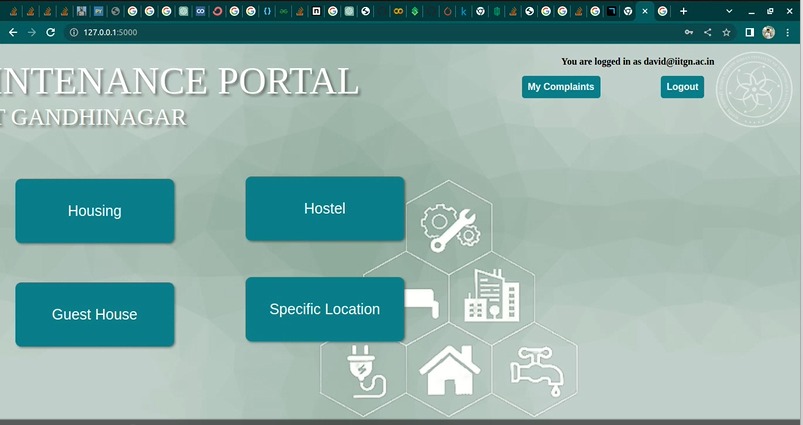 127.0.0.1:5000
You are logged in as david@iitgn.ac.in
INTENANCE PORTAL
My Complaints
Logout
GANDHINAGAR
Housing
Hostel
Guest House
Specific Location